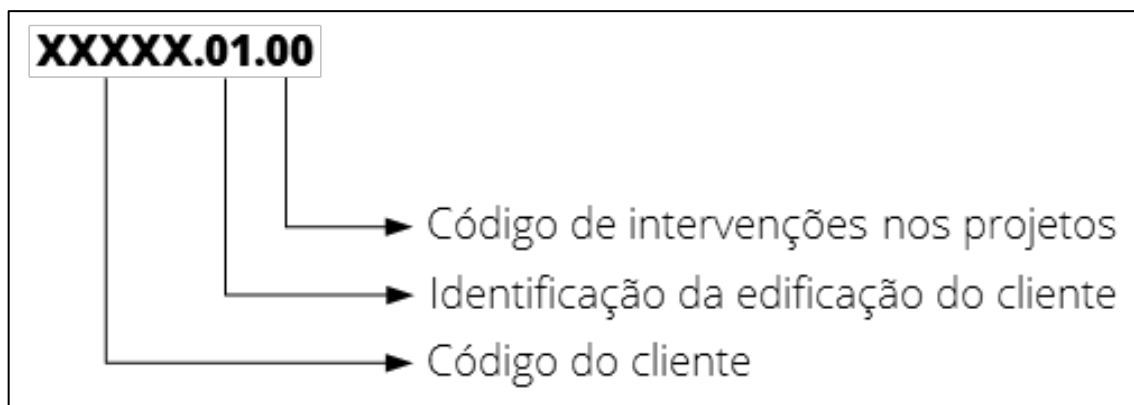 XXXXX.01.00
Código de intervenções nos projetos
Identificação da edificação do cliente
Código do cliente